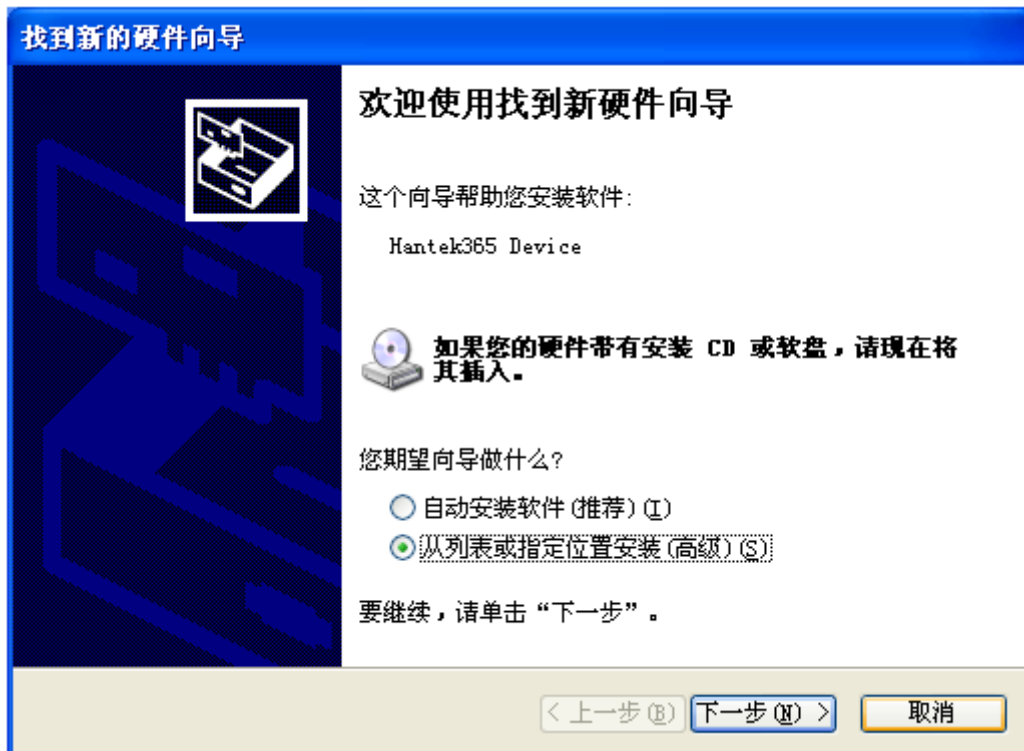 找到新的硬件向导
欢迎使用找到新硬件向导
这个向导帮助您安装软件:
Hantek365 Device
如果您的硬件带有安装 CD 或软盘，请现在将
其插入。
您期望向导做什么?
自动安装软件(推荐)(I)
从列表或指定位置安装(高级)(S)
要继续，请单击“下一步”。
< 上一步(B)
下一步(N) >
取消